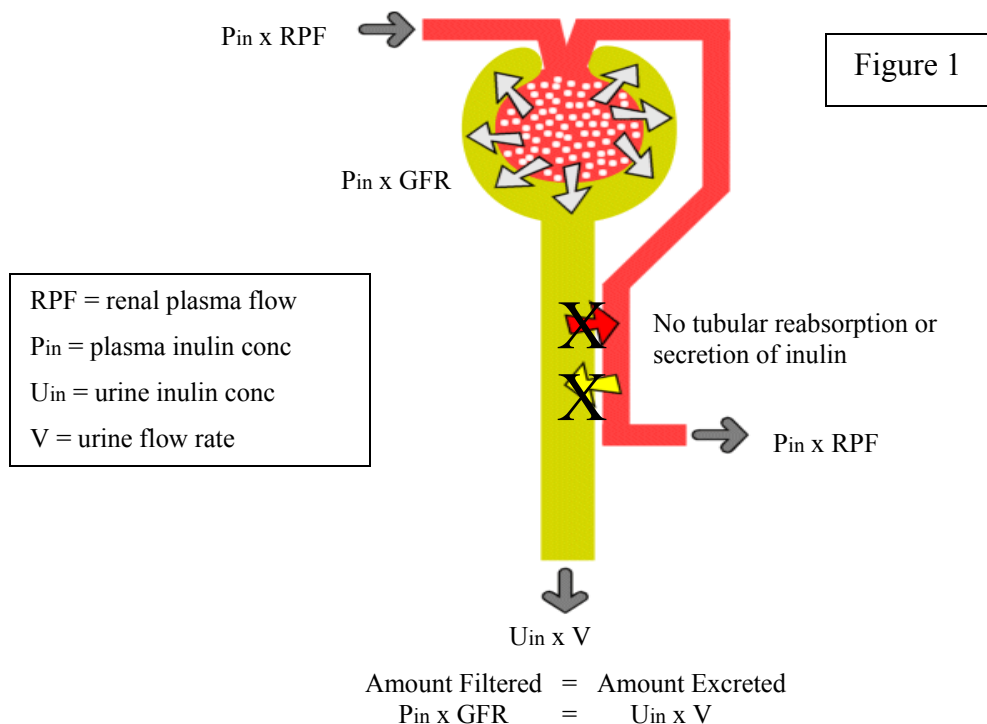 Pin x RPF
Figure 1
Pin x GFR
RPF = renal plasma flow
Pin = plasma inulin conc
Uin = urine inulin conc
V = urine flow rate
X
No tubular reabsorption or
secretion of inulin
X
Pin x RPF
Uin x V
Amount Filtered = Amount Excreted
Pin x GFR = Uin x V